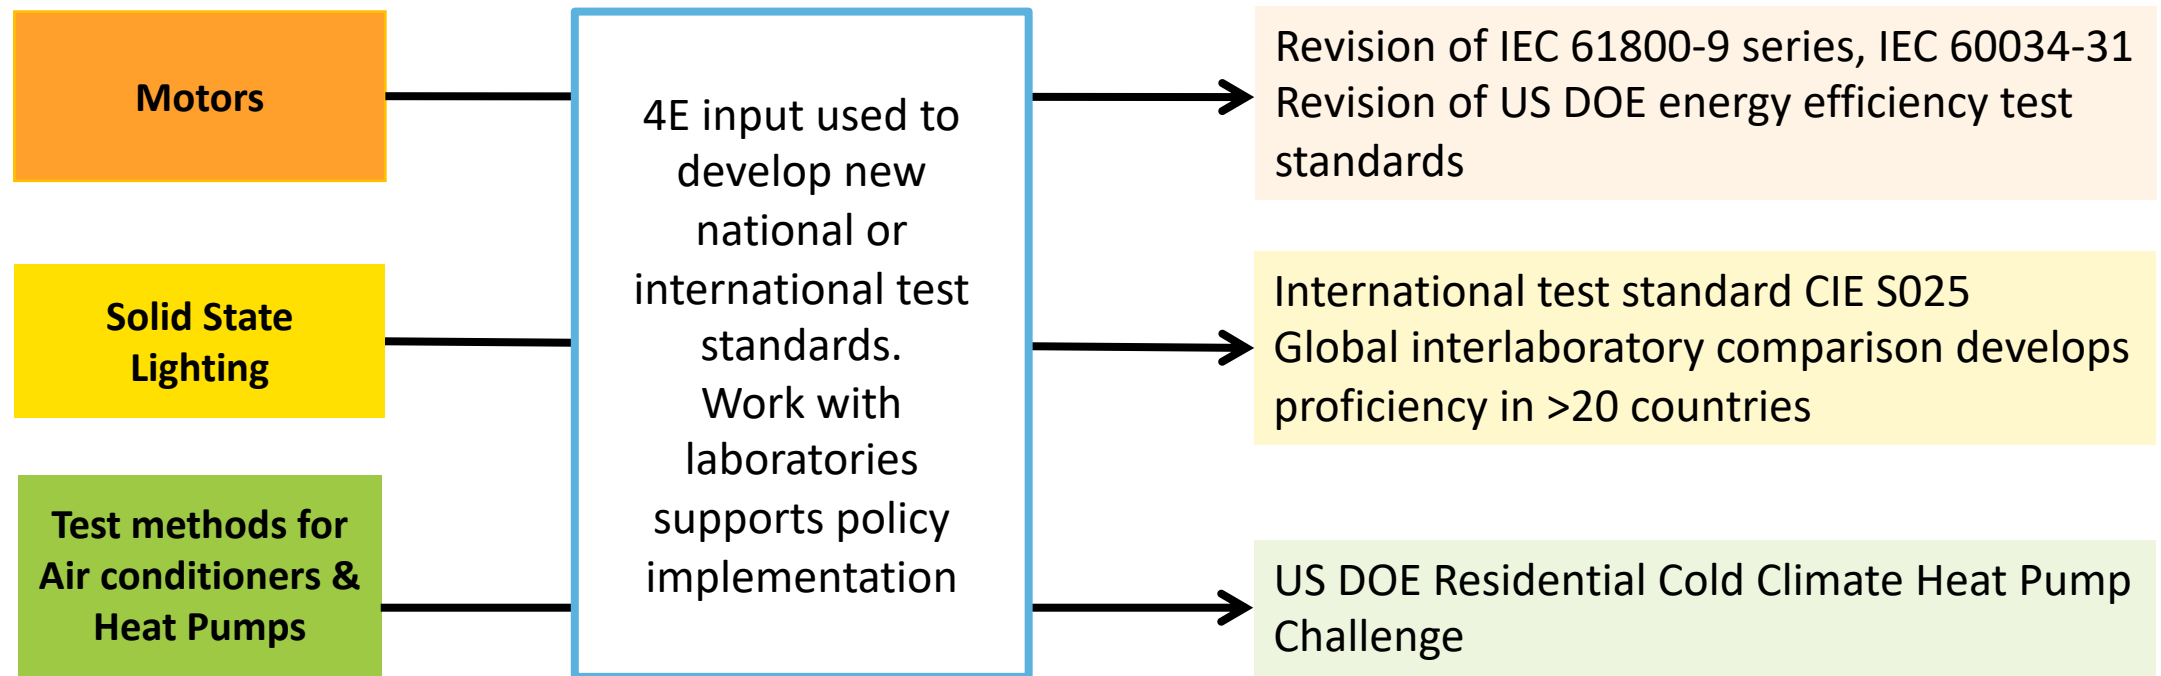 Motors
Solid State
Lighting
Test methods for
Air conditioners &
Heat Pumps
4E input used to
develop new
national or
international test
standards.
Work with
laboratories
supports policy
implementation
Revision of IEC 61800-9 series, IEC 60034-31
Revision of US DOE energy efficiency test
standards
International test standard CIE S025
Global interlaboratory comparison develops
proficiency in >20 countries
US DOE Residential Cold Climate Heat Pump
Challenge